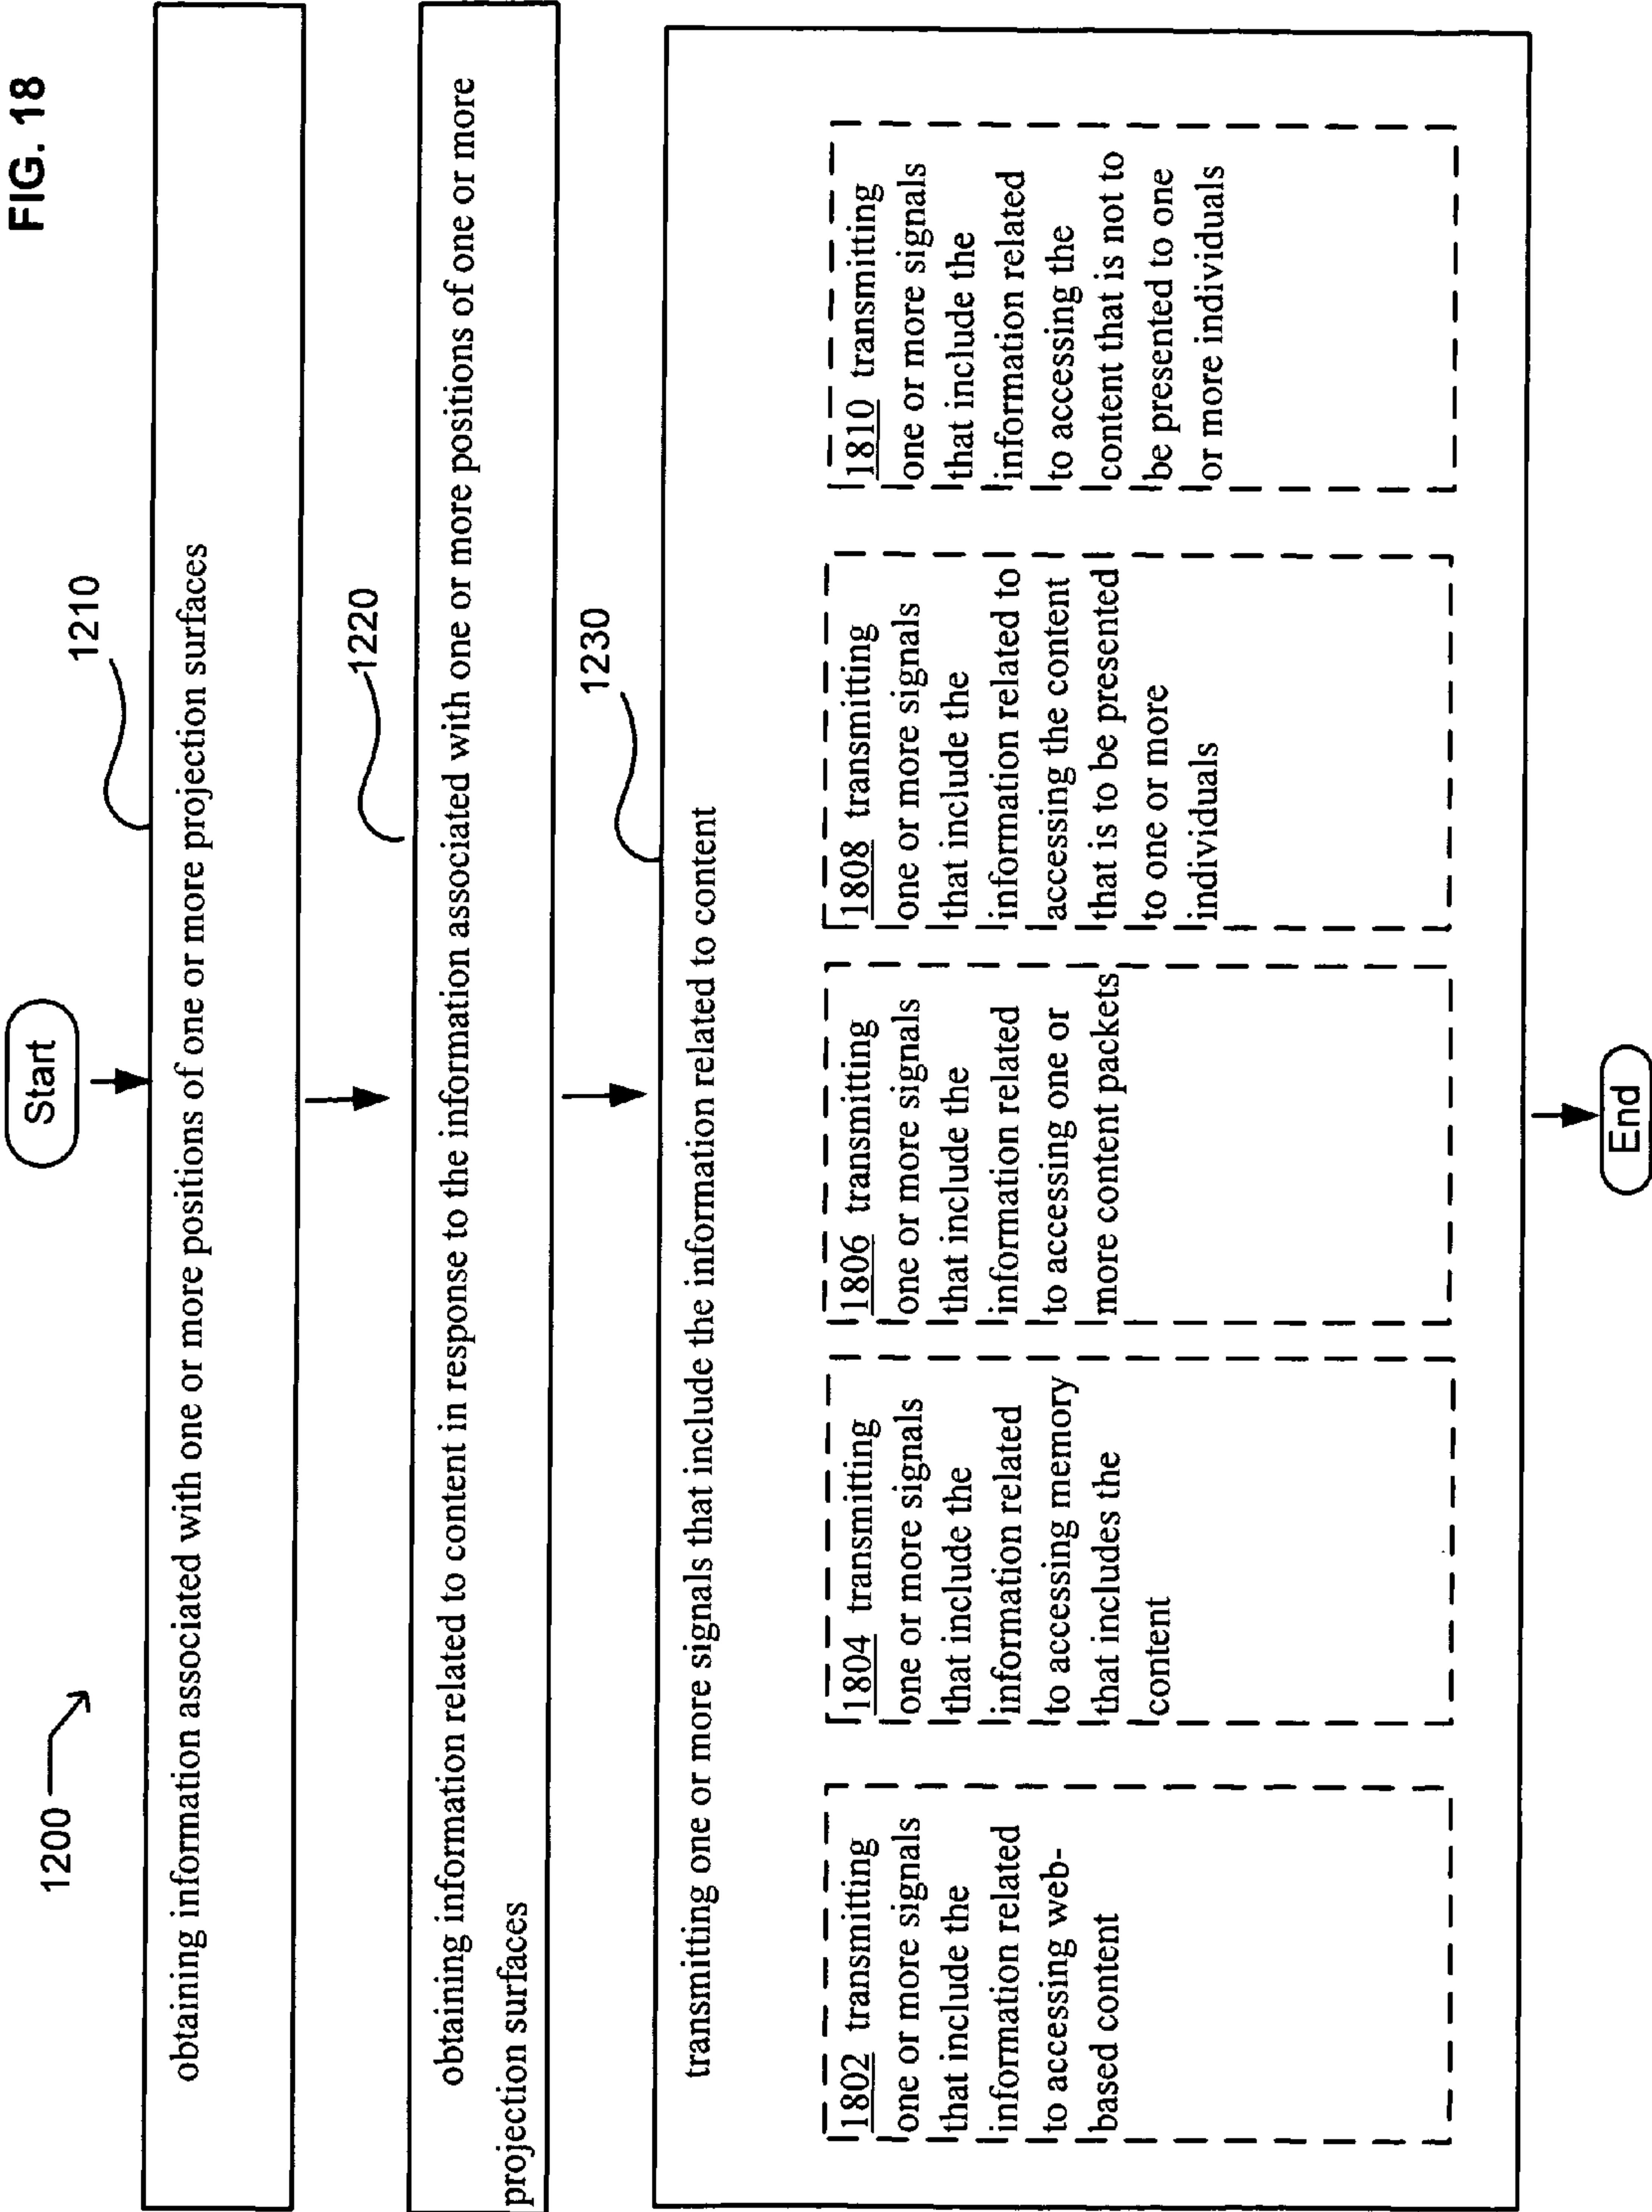 FIG. 18
1200
Start
1210
obtaining information associated with one or more positions of one or more projection surfaces
1220
obtaining information related to content in response to the information associated with one or more positions of one or more
projection surfaces
1230
transmitting one or more signals that include the information related to content
1802 transmitting
one or more signals
that include the
information related
to accessing web-
based content
1804 transmitting
one or more signals
that include the
information related
to accessing memory
that includes the
content
1806 transmitting
one or more signals
that include the
information related
to accessing one or
more content packets
1808 transmitting
one or more signals
that include the
information related to
accessing the content
that is to be presented
to one or more
individuals
1810 transmitting
one or more signals
that include the
information related
to accessing the
content that is not to
be presented to one
or more individuals
End